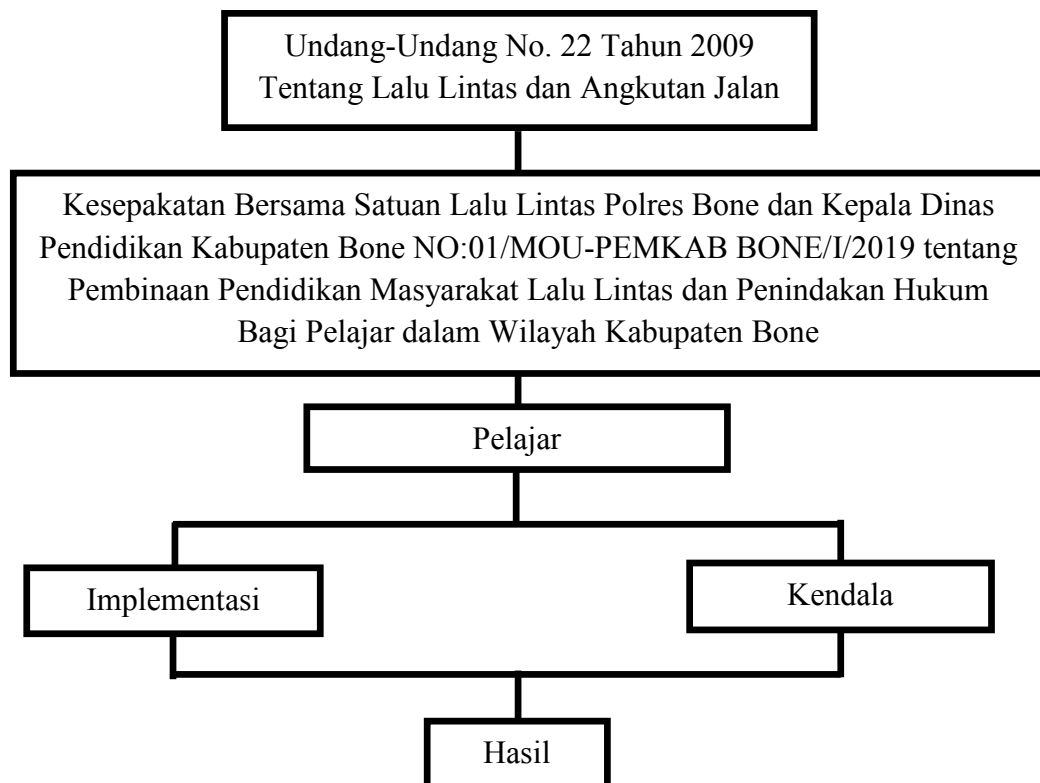 Undang-Undang No. 22 Tahun 2009
Tentang Lalu Lintas dan Angkutan Jalan
Kesepakatan Bersama Satuan Lalu Lintas Polres Bone dan Kepala Dinas
Pendidikan Kabupaten Bone NO:01/MOU-PEMKAB BONE/I/2019 tentang
Pembinaan Pendidikan Masyarakat Lalu Lintas dan Penindakan Hukum
Bagi Pelajar dalam Wilayah Kabupaten Bone
Pelajar
Implementasi
Kendala
Hasil